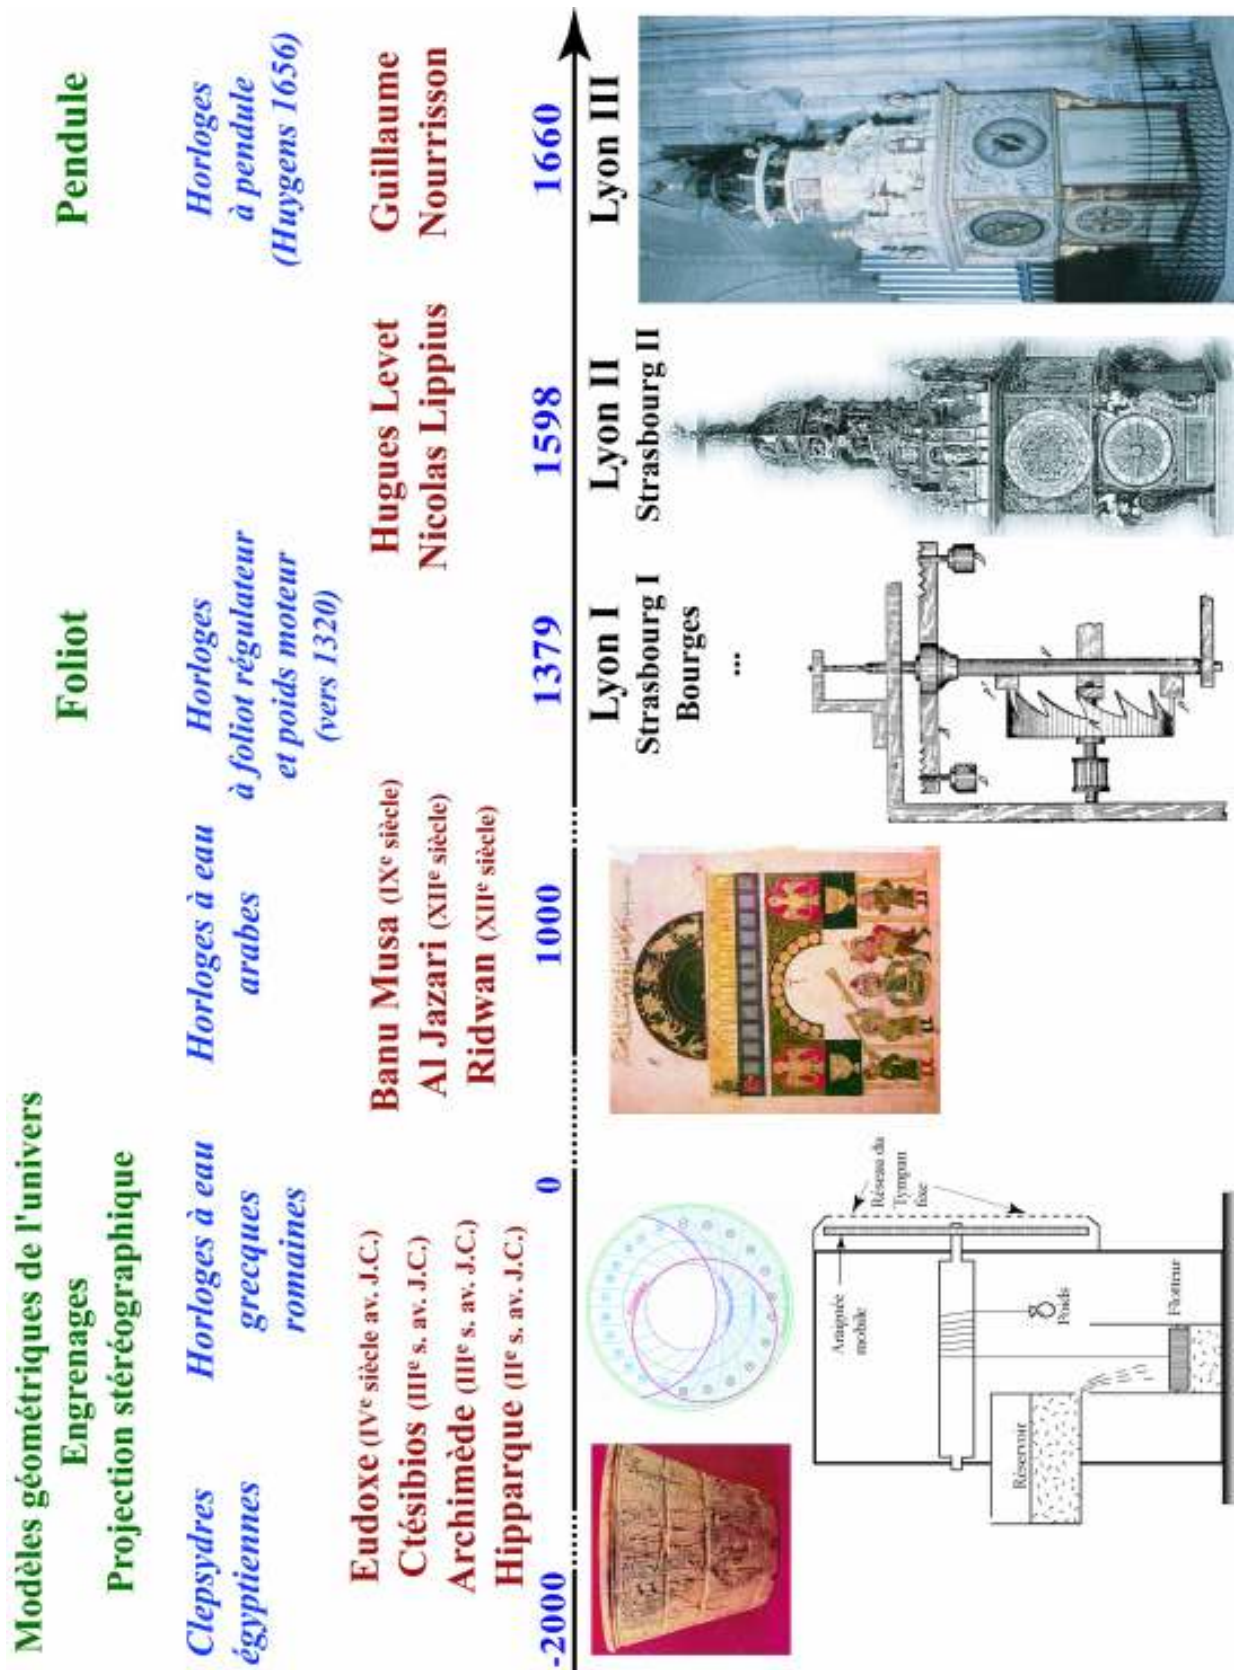 Modèles géométriques de l'univers
Engrenages
Projection stéréographique
Foliot
Pendule
Clepsydres
égyptiennes
Horloges à eau
grecques
romaines
Horloges à eau
arabes
Horloges
à foliot régulateur
et poids moteur
(vers 1320)
Horloges
à pendule
(Huygens 1656)
Eudoxe (IVe siècle av. J.C.)
Ctésibios (IIIe s. av. J.C.)
Archimède (IIIe s. av. J.C.)
Hipparque (IIe s. av. J.C.)
Banu Musa (IXe siècle)
Al Jazari (XIIe siècle)
Ridwan (XIIe siècle)
Hugues Levet
Nicolas Lippius
Guillaume
Nourrisson
-2000
0
1000
1379
1598
1660
Lyon I
Strasbourg I
Bourges
...
Lyon II
Strasbourg II
Lyon III
Araignée
mobile
Réseau du
Tympan
fixe
Réservoir
Poids
Flotteur